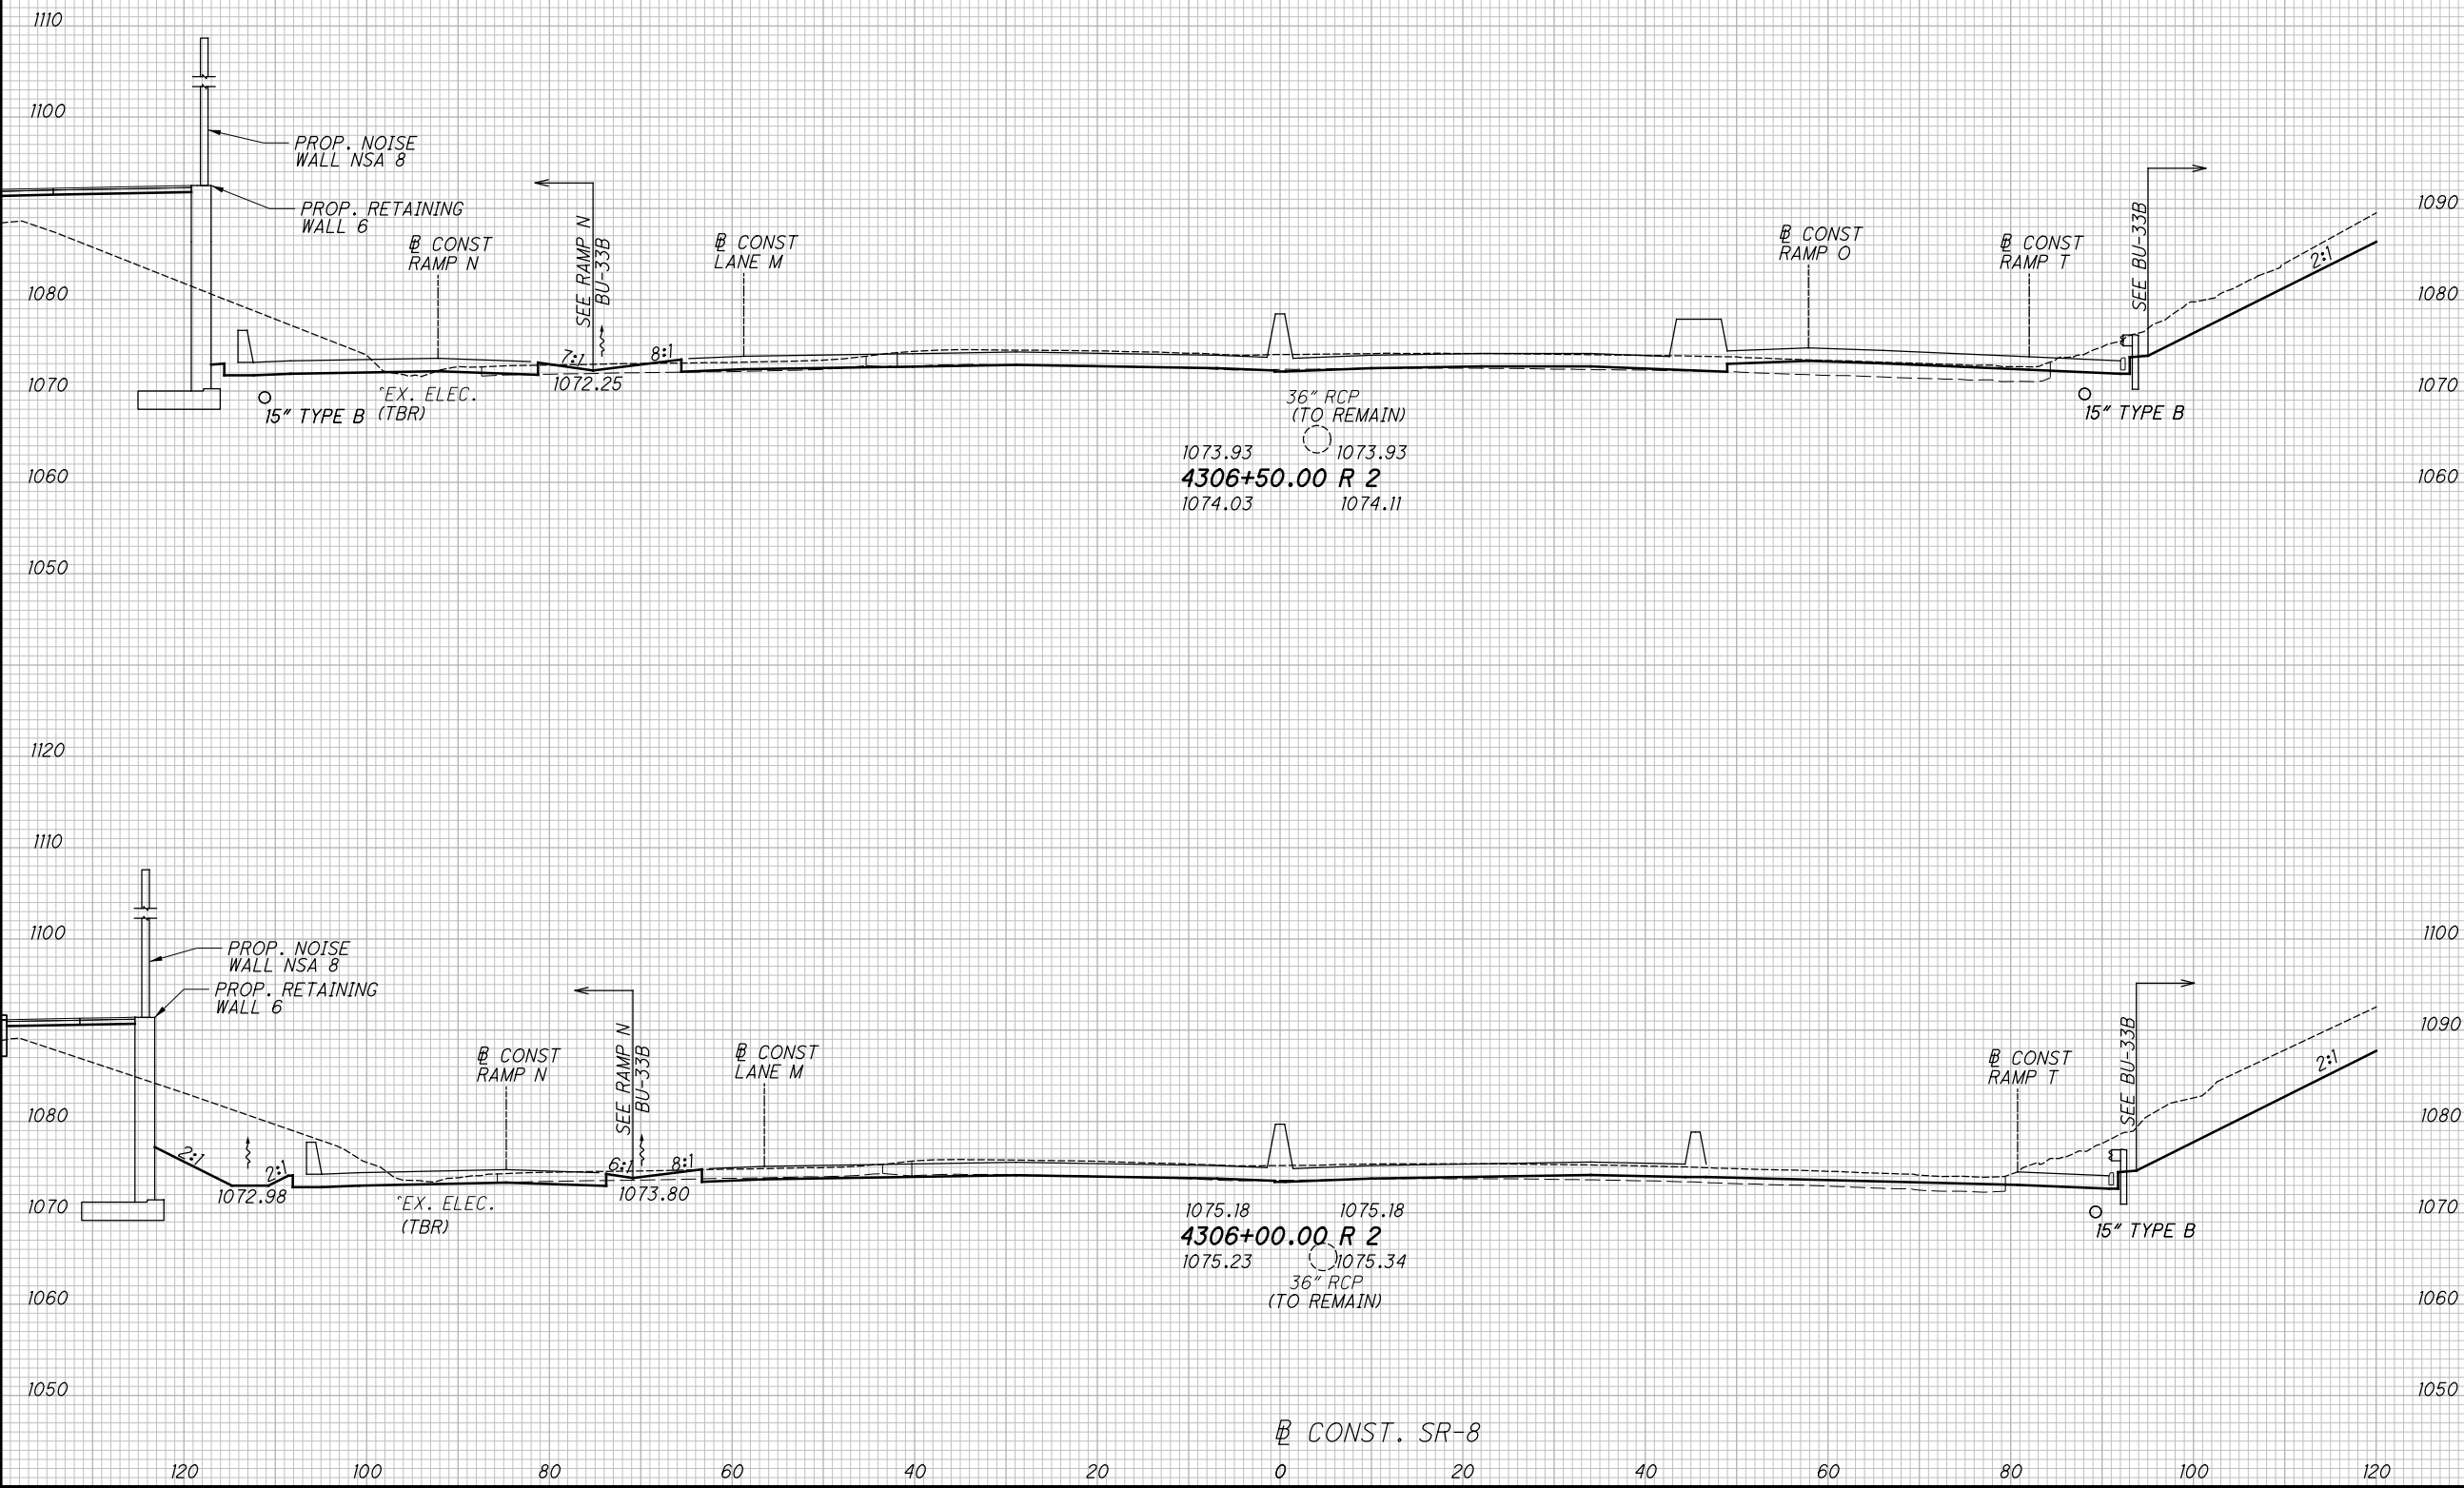 1110
1100
PROP. NOISE
WALL NSA 8
PROP. RETAINING
WALL 6
1090
℄ CONST
RAMP N
SEE RAMP N
BU-33B
℄ CONST
LANE M
℄ CONST
RAMP O
℄ CONST
RAMP T
SEE BU-33B
2:1
1080
1080
7:1
8:1
1072.25
1070
1070
EX. ELEC.
(TBR)
15" TYPE B
36" RCP
(TO REMAIN)
15" TYPE B
1073.93
1073.93
1060
4306+50.00 R 2
1060
1074.03
1074.11
1050
1120
1110
1100
1100
PROP. NOISE
WALL NSA 8
PROP. RETAINING
WALL 6
1090
℄ CONST
RAMP N
SEE RAMP N
BU-33B
℄ CONST
LANE M
℄ CONST
RAMP T
SEE BU-33B
2:1
1080
1080
2:1
2:1
6:1
8:1
1072.98
1073.80
EX. ELEC.
(TBR)
1070
1070
1075.18
1075.18
15" TYPE B
4306+00.00 R 2
1075.23
1075.34
36" RCP
(TO REMAIN)
1060
1060
1050
1050
℄ CONST. SR-8
120
100
80
60
40
20
0
20
40
60
80
100
120